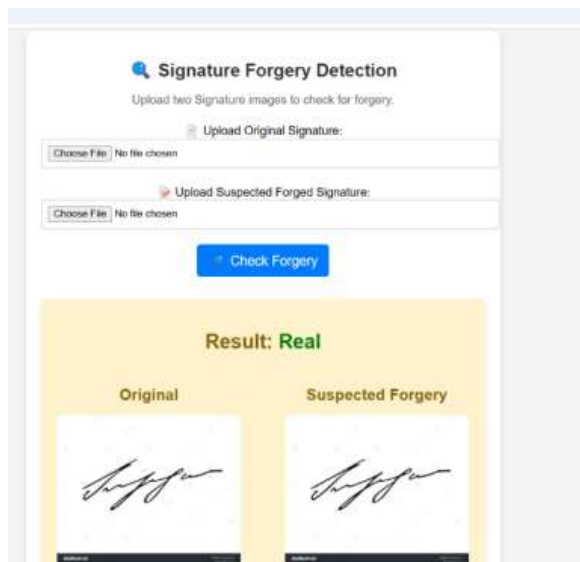 Signature Forgery Detection
Upload two Signature images to check for forgery.
Upload Original Signature:
Choose File No file chosen
Upload Suspected Forged Signature:
Choose File No file chosen
Check Forgery
Result: Real
Original Suspected Forgery